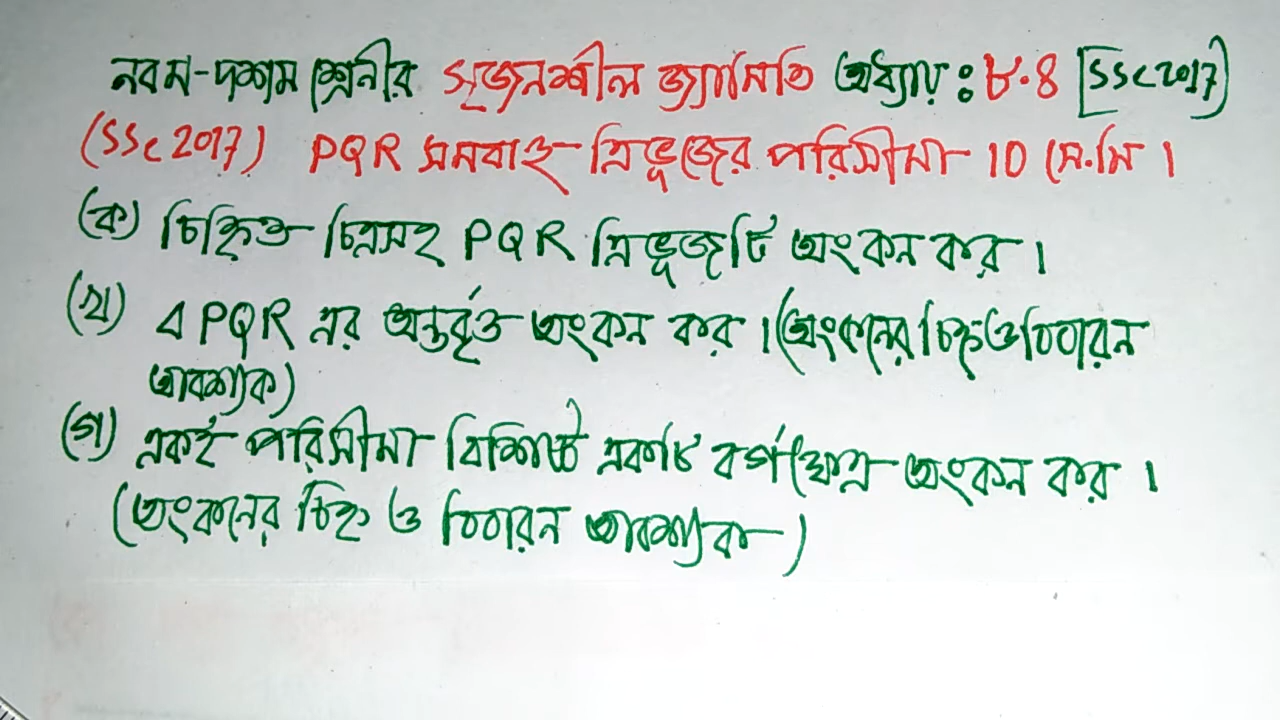 নবম-দশম শ্রেনীর সৃজনশীল জ্যামিতি অধ্যায়ঃ ৮.৪ [SSC 2017]
(SSC 2017) PQR সমবাহু ত্রিভূজের পরিসীমা 10 সে.মি ।
(ক) চিহ্নিত চিত্রসহ PQR ত্রিভূজটি অংকন কর ।
(খ) Δ PQR এর অন্তর্বৃত্ত অংকন কর । (অংকনের চিহ্ন ও বিবরন
আবশ্যক)
(গ) একই পরিসীমা বিশিষ্ট একটি বর্গক্ষেত্র অংকন কর ।
(অংকনের চিহ্ন ও বিবরন আবশ্যক)